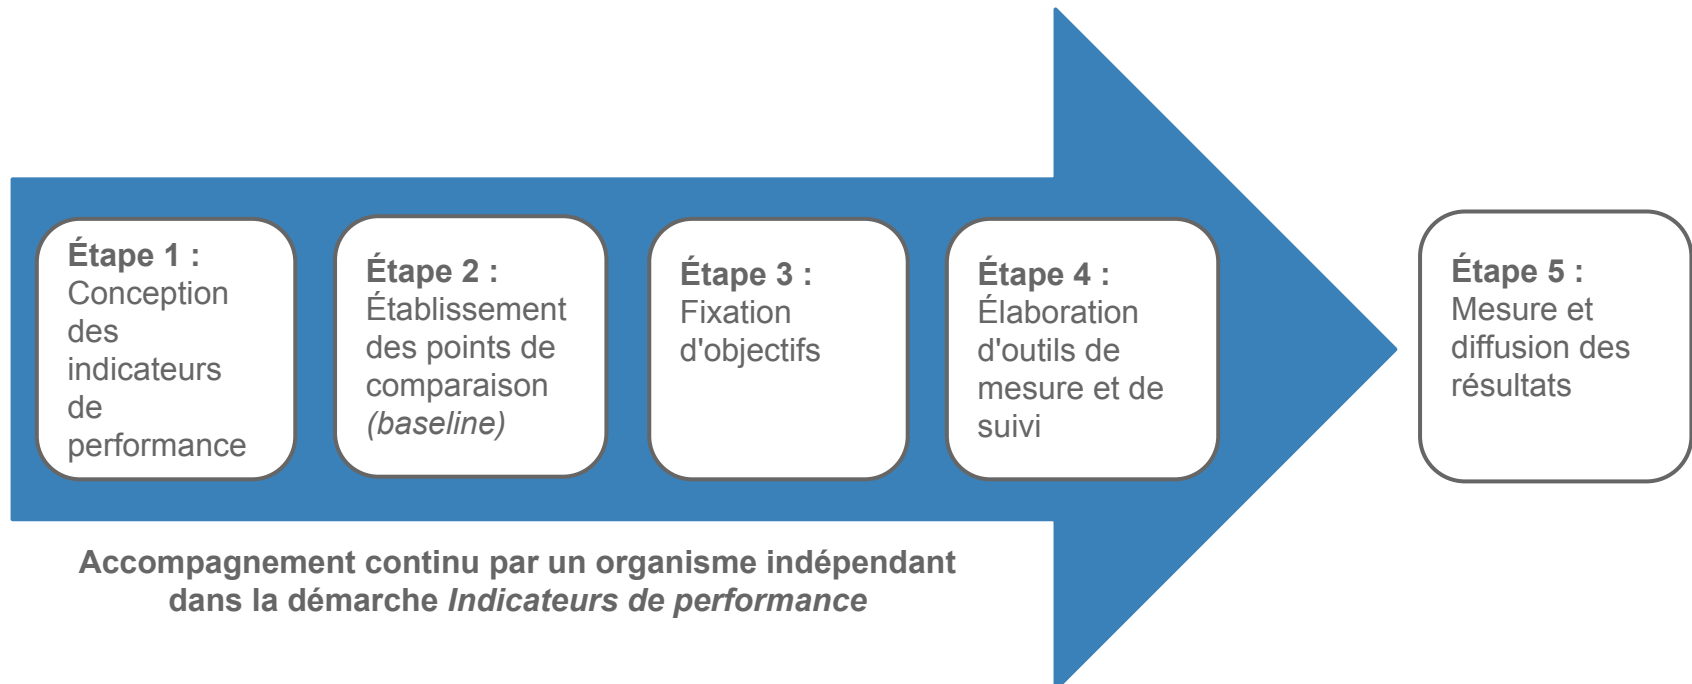 Étape 1 :
Conception
des
indicateurs
de
performance
Étape 2 :
Établissement
des points de
comparaison
(baseline)
Étape 3 :
Fixation
d'objectifs
Étape 4 :
Élaboration
d'outils de
mesure et de
suivi
Étape 5 :
Mesure et
diffusion des
résultats
Accompagnement continu par un organisme indépendant
dans la démarche Indicateurs de performance